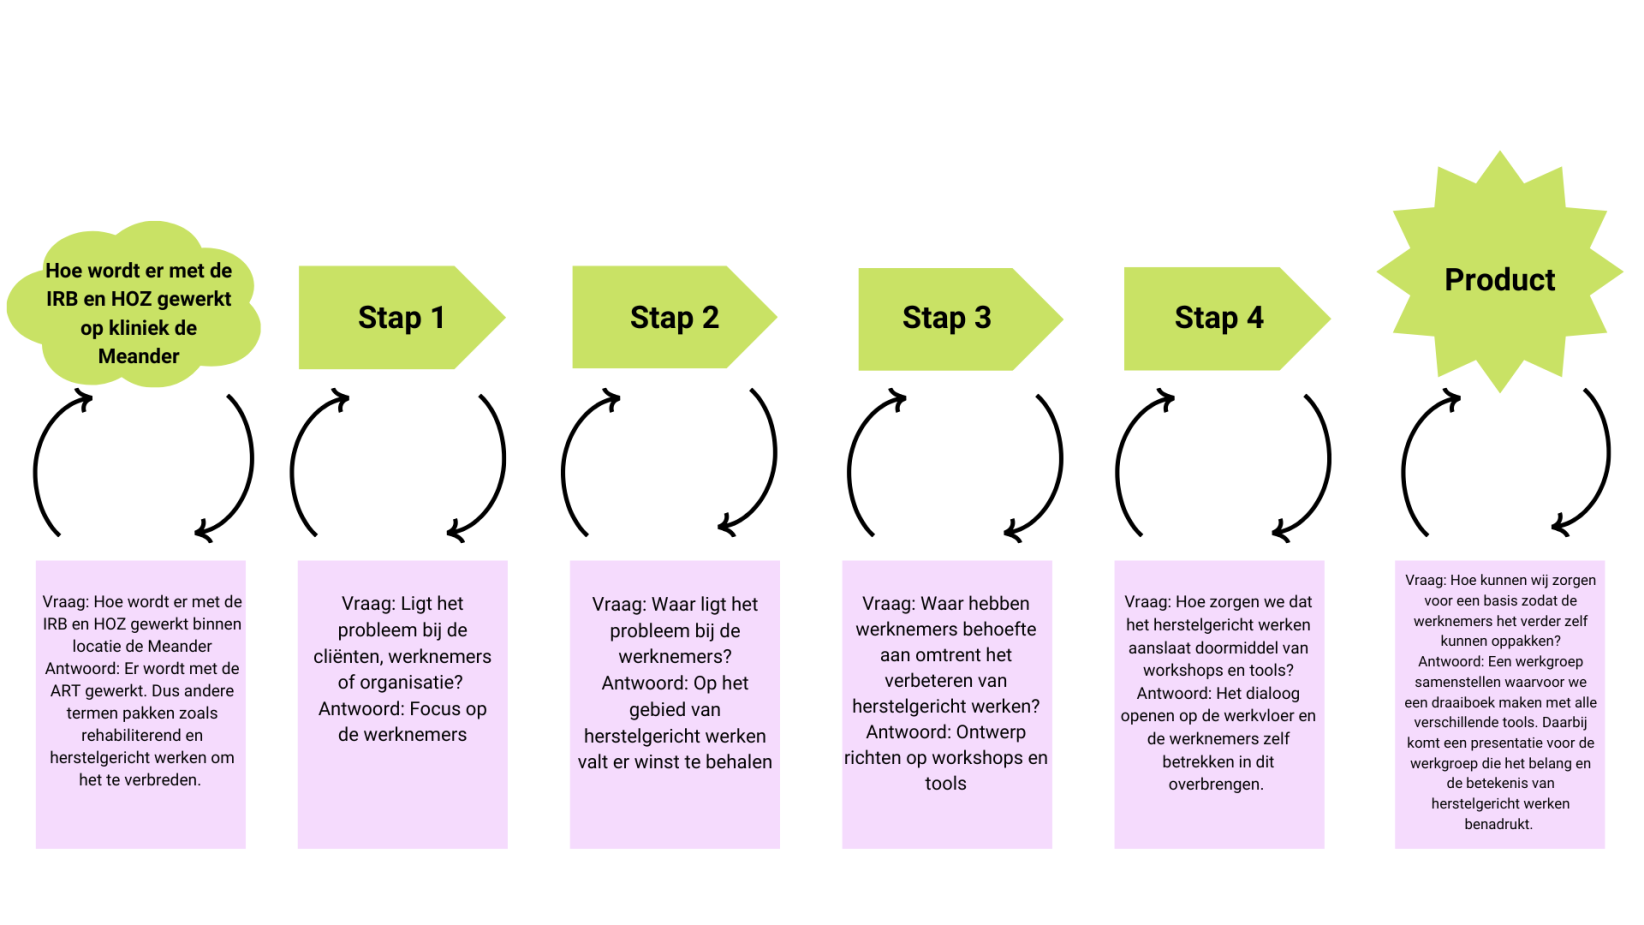 Hoe wordt er met de
IRB en HOZ gewerkt
op kliniek de
Meander
Stap 1
Stap 2
Stap 3
Stap 4
Product
Vraag: Hoe wordt er met de
IRB en HOZ gewerkt binnen
locatie de Meander
Antwoord: Er wordt met de
ART gewerkt. Dus andere
termen pakken zoals
rehabiliterend en
herstelgericht werken om
het te verbreden.
Vraag: Ligt het
probleem bij de
cliënten, werknemers
of organisatie?
Antwoord: Focus op
de werknemers
Vraag: Waar ligt het
probleem bij de
werknemers?
Antwoord: Op het
gebied van
herstelgericht werken
valt er winst te behalen
Vraag: Waar hebben
werknemers behoefte
aan omtrent het
verbeteren van
herstelgericht werken?
Antwoord: Ontwerp
richten op workshops en
tools
Vraag: Hoe zorgen we dat
het herstelgericht werken
aanslaat doormiddel van
workshops en tools?
Antwoord: Het dialoog
openen op de werkvloer en
de werknemers zelf
betrekken in dit
overbrengen.
Vraag: Hoe kunnen wij zorgen
voor een basis zodat de
werknemers het verder zelf
kunnen oppakken?
Antwoord: Een werkgroep
samenstellen waarvoor we
een draaiboek maken met alle
verschillende tools. Daarbij
komt een presentatie voor de
werkgroep die het belang en
de betekenis van
herstelgericht werken
benadrukt.